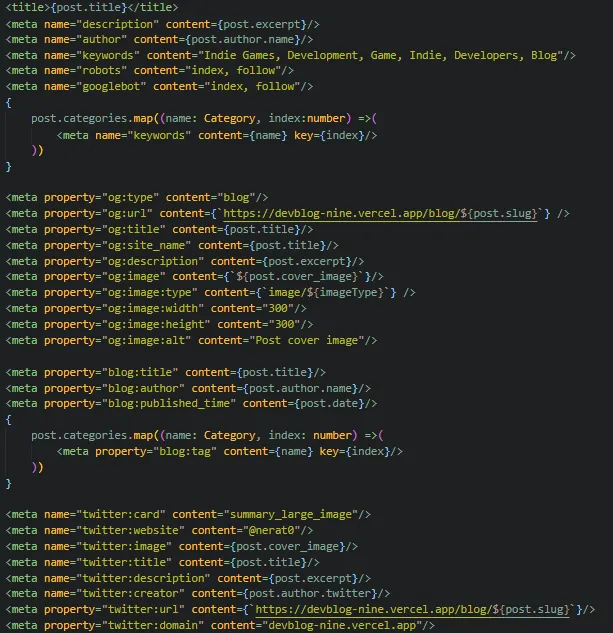 <title>{post.title}</title>
<meta name="description" content={post.excerpt}/>
<meta name="author" content={post.author.name}/>
<meta name="keywords" content="Indie Games, Development, Game, Indie, Developers, Blog"/>
<meta name="robots" content="index, follow"/>
<meta name="googlebot" content="index, follow"/>
{
post.categories.map((name: Category, index:number) =>(
<meta name="keywords" content={name} key={index}/>
))
}
<meta property="og:type" content="blog"/>
<meta property="og:url" content={`https://devblog-nine.vercel.app/blog/${post.slug}`} />
<meta property="og:title" content={post.title}/>
<meta property="og:site_name" content={post.title}/>
<meta property="og:description" content={post.excerpt}/>
<meta property="og:image" content={`${post.cover_image}`}/>
<meta property="og:image:type" content={`image/${imageType}`} />
<meta property="og:image:width" content="300"/>
<meta property="og:image:height" content="300"/>
<meta property="og:image:alt" content="Post cover image"/>
<meta property="blog:title" content={post.title}/>
<meta property="blog:author" content={post.author.name}/>
<meta property="blog:published_time" content={post.date}/>
{
post.categories.map((name: Category, index: number) =>(
<meta property="blog:tag" content={name} key={index}/>
))
}
<meta name="twitter:card" content="summary_large_image"/>
<meta name="twitter:website" content="@nerat0"/>
<meta name="twitter:image" content={post.cover_image}/>
<meta name="twitter:title" content={post.title}/>
<meta name="twitter:description" content={post.excerpt}/>
<meta name="twitter:creator" content={post.author.twitter}/>
<meta property="twitter:url" content={`https://devblog-nine.vercel.app/blog/${post.slug}`}/>
<meta property="twitter:domain" content="devblog-nine.vercel.app"/>